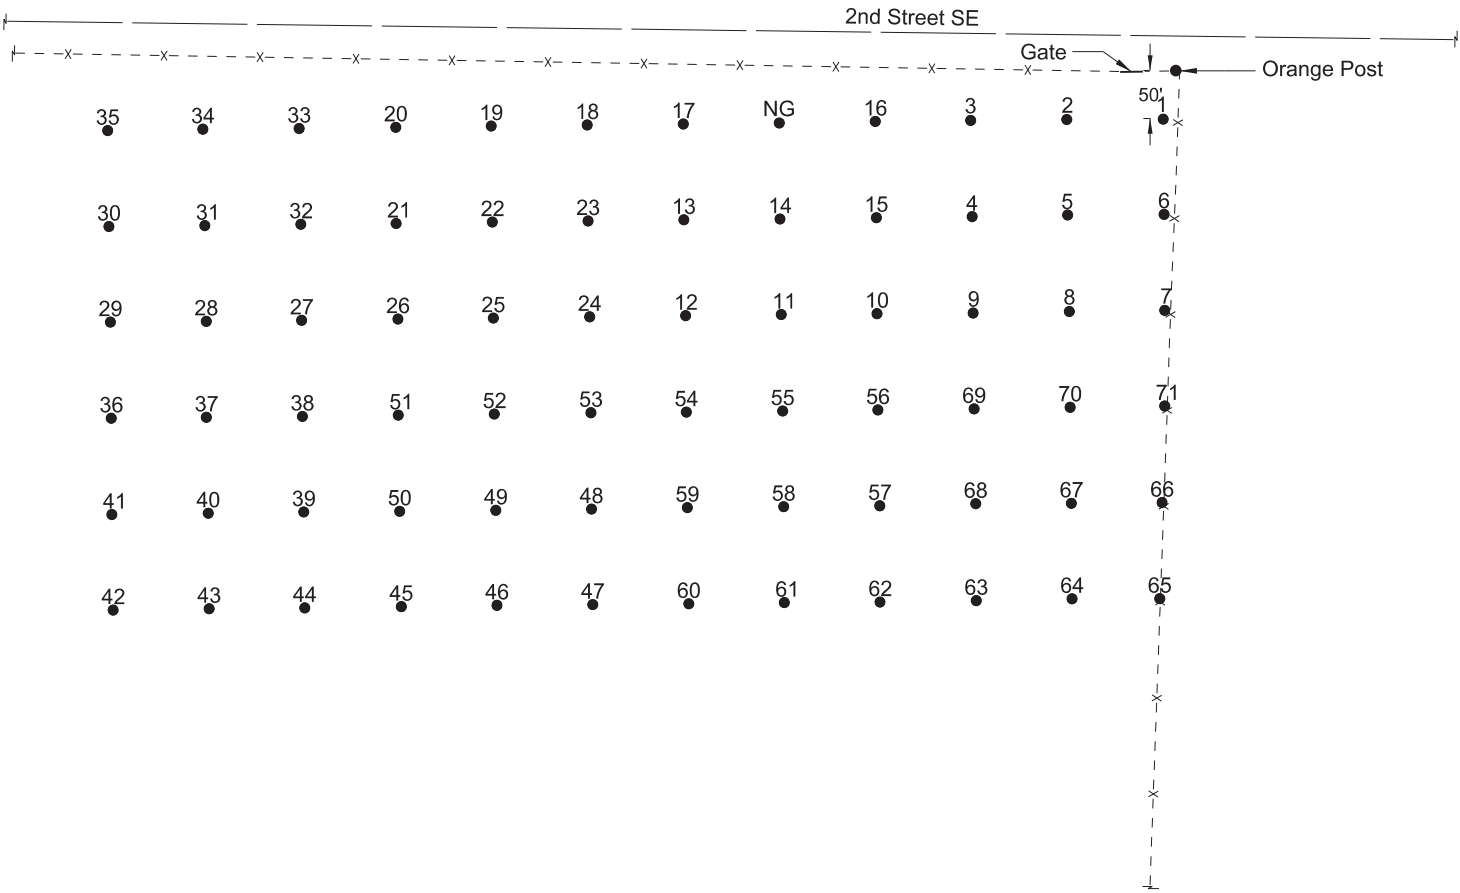 2nd Street SE
Gate
Orange Post
50'
35 34 33 20 19 18 17 NG 16 3 2 1
30 31 32 21 22 23 13 14 15 4 5 6
29 28 27 26 25 24 12 11 10 9 8 7
36 37 38 51 52 53 54 55 56 69 70 71
41 40 39 50 49 48 59 58 57 68 67 66
42 43 44 45 46 47 60 61 62 63 64 65